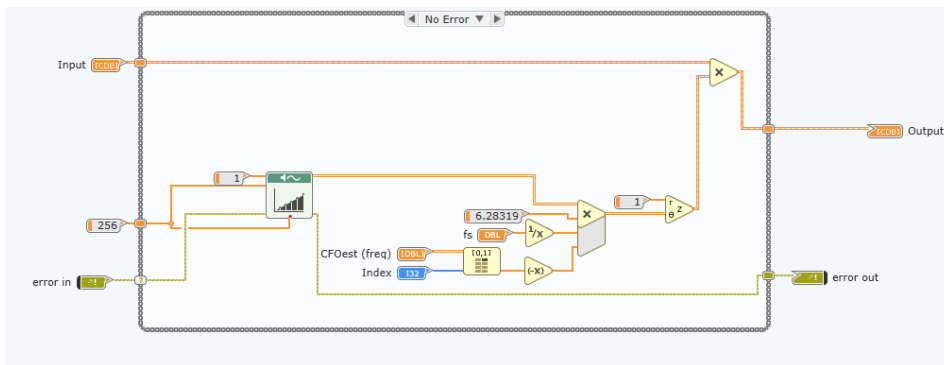 No Error
Input [CDB]
[CDB] Output
1
1
r
θ z
6.28319
256
fs DBL 1/x
[0,1]
CFOest (freq) [DBL]
Index I32 (-X)
error in
?
error out